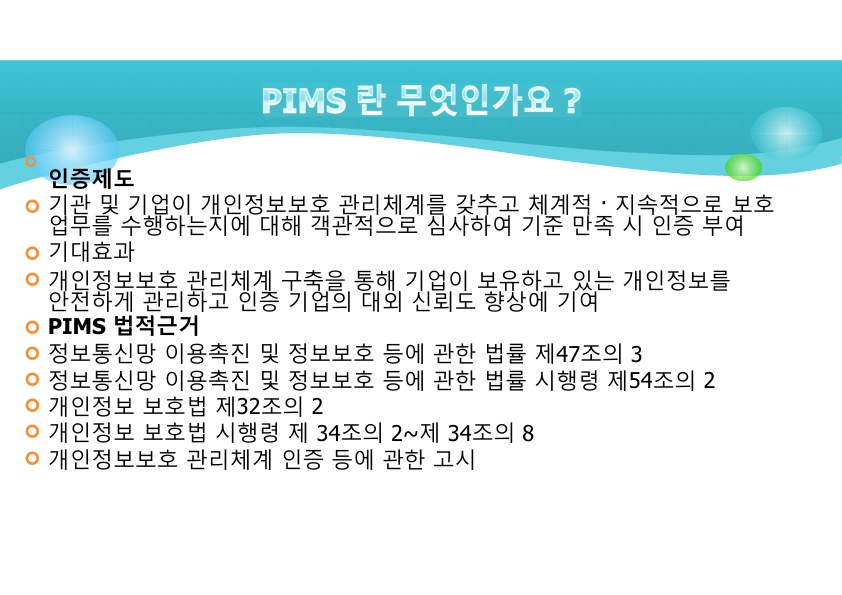 PIMS 란 무엇인가요 ?
인증제도
기관 및 기업이 개인정보보호 관리체계를 갖추고 체계적 · 지속적으로 보호
업무를 수행하는지에 대해 객관적으로 심사하여 기준 만족 시 인증 부여
기대효과
개인정보보호 관리체계 구축을 통해 기업이 보유하고 있는 개인정보를
안전하게 관리하고 인증 기업의 대외 신뢰도 향상에 기여
PIMS 법적근거
정보통신망 이용촉진 및 정보보호 등에 관한 법률 제47조의 3
정보통신망 이용촉진 및 정보보호 등에 관한 법률 시행령 제54조의 2
개인정보 보호법 제32조의 2
개인정보 보호법 시행령 제 34조의 2~제 34조의 8
개인정보보호 관리체계 인증 등에 관한 고시